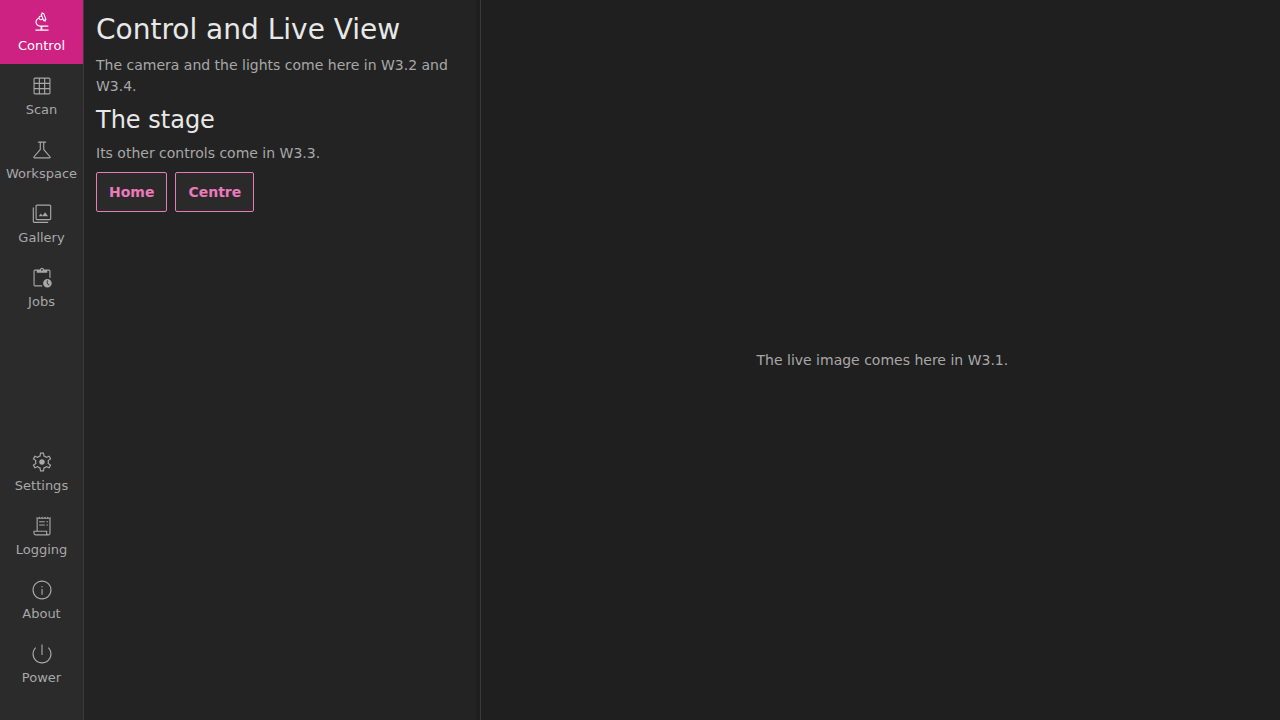 Control
Scan
Workspace
Gallery
Jobs
Settings
Logging
About
Power
Control and Live View
The camera and the lights come here in W3.2 and
W3.4.
The stage
Its other controls come in W3.3.
Home
Centre
The live image comes here in W3.1.